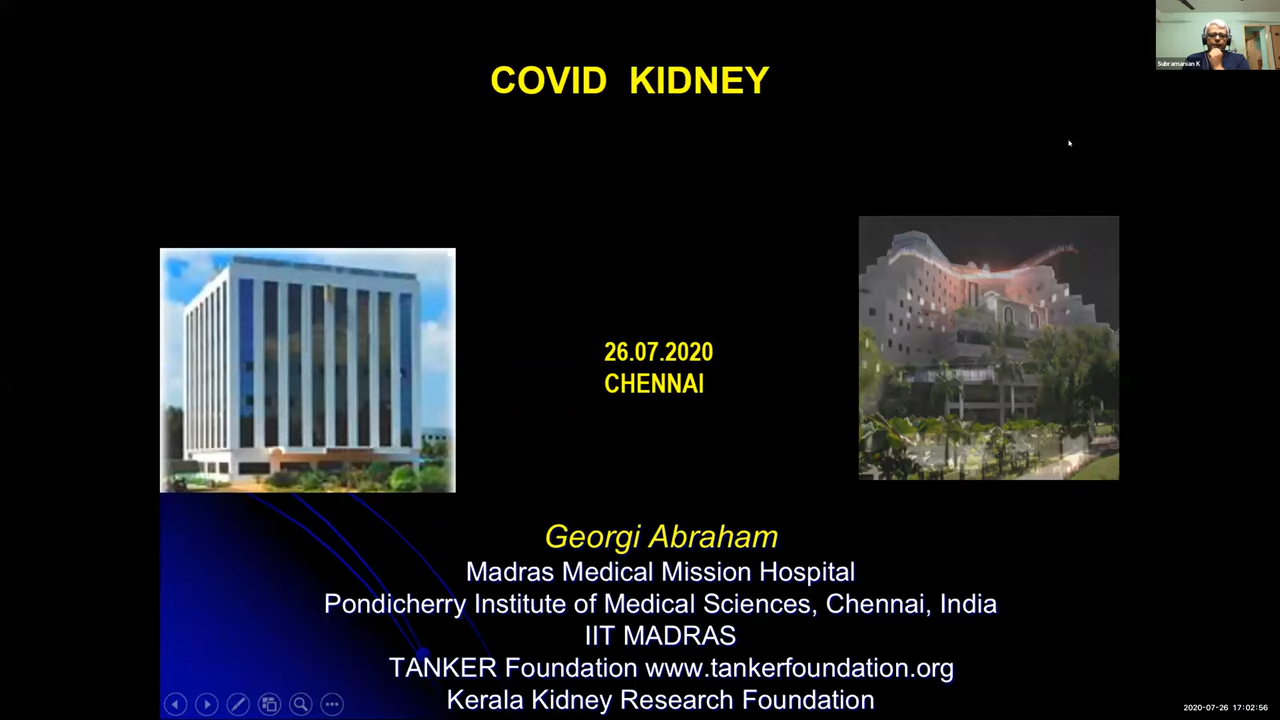 COVID KIDNEY
Subramanian K
26.07.2020
CHENNAI
Georgi Abraham
Madras Medical Mission Hospital
Pondicherry Institute of Medical Sciences, Chennai, India
IIT MADRAS
TANKER Foundation www.tankerfoundation.org
Kerala Kidney Research Foundation
2020-07-26 17:02:56